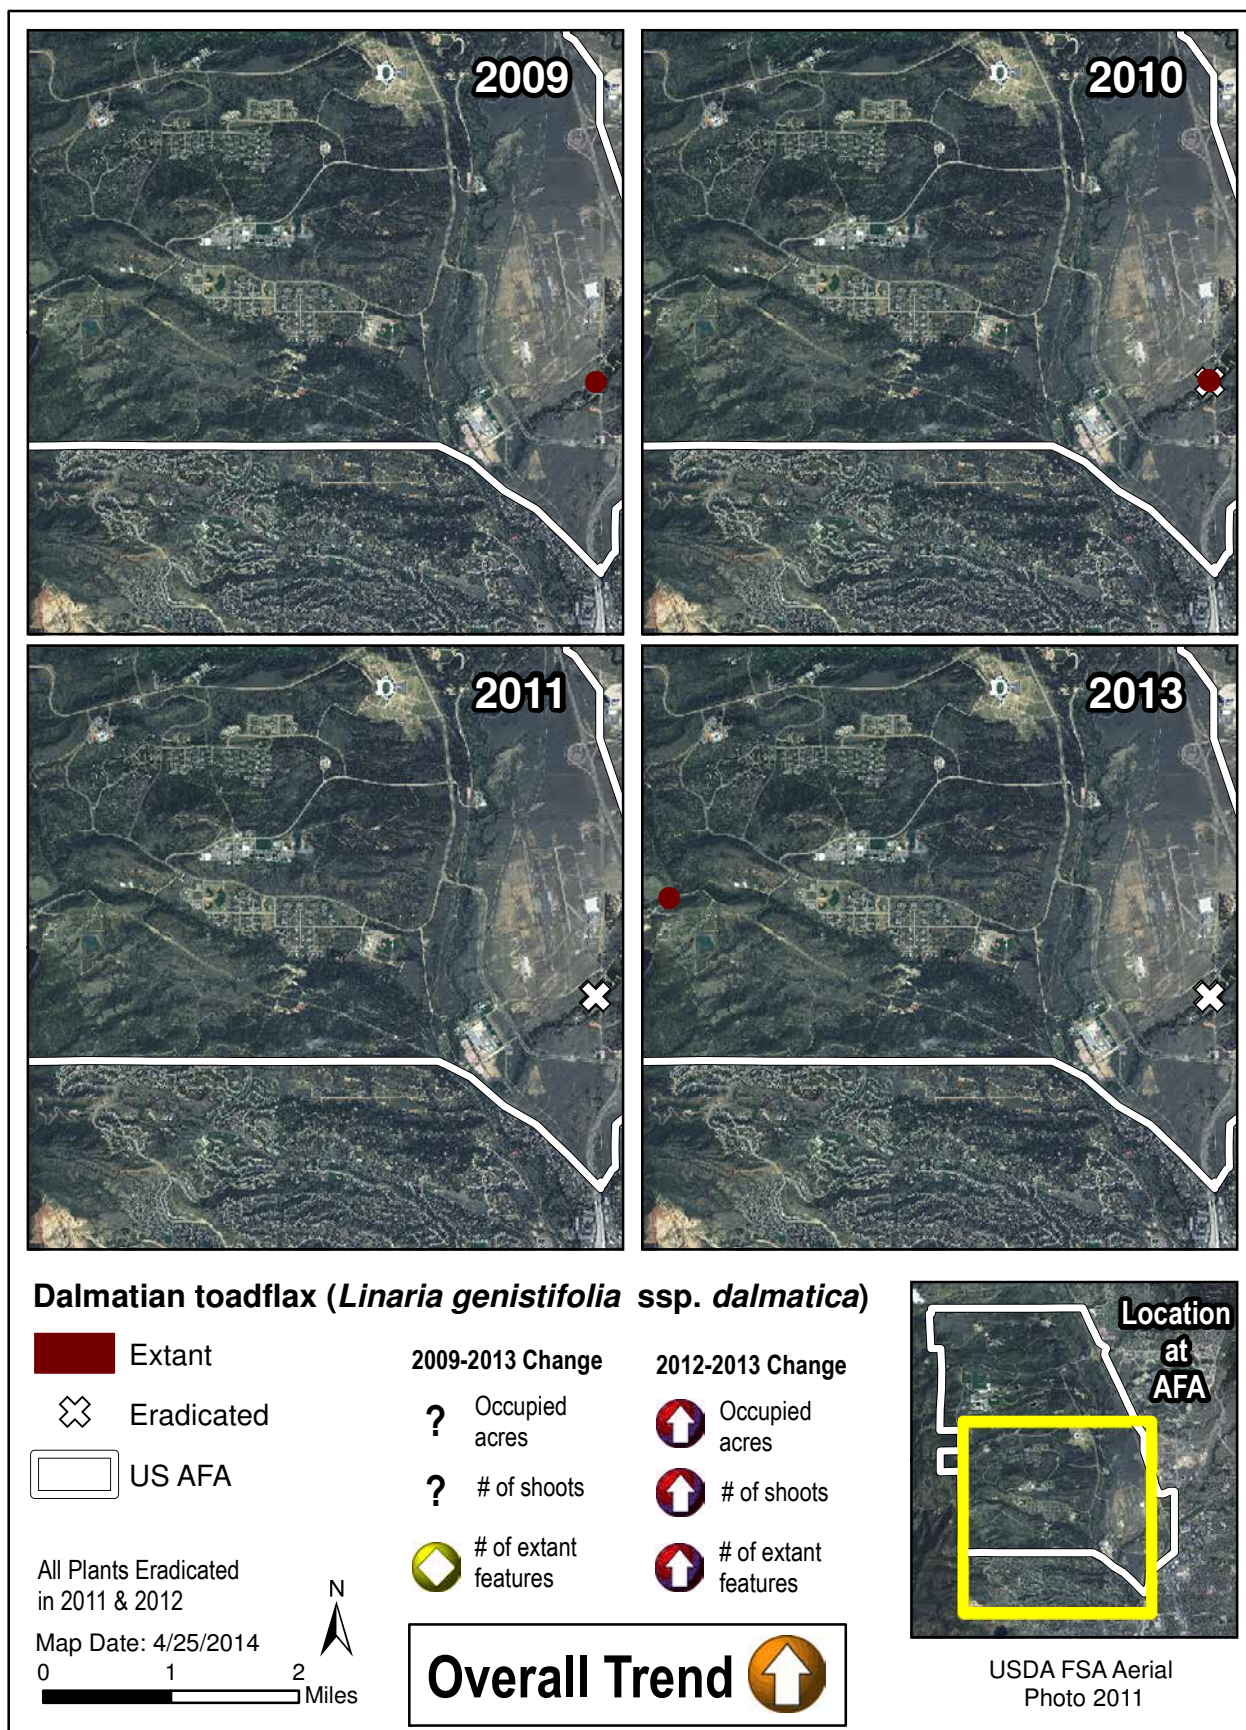 2009
2010
2011
2013
Dalmatian toadflax (Linaria genistifolia ssp. dalmatica)
Extant
Eradicated
US AFA
All Plants Eradicated
in 2011 & 2012
Map Date: 4/25/2014
N
0 1 2
Miles
2009-2013 Change
? Occupied
acres
? # of shoots
# of extant
features
2012-2013 Change
Occupied
acres
# of shoots
# of extant
features
Overall Trend
Location
at
AFA
USDA FSA Aerial
Photo 2011